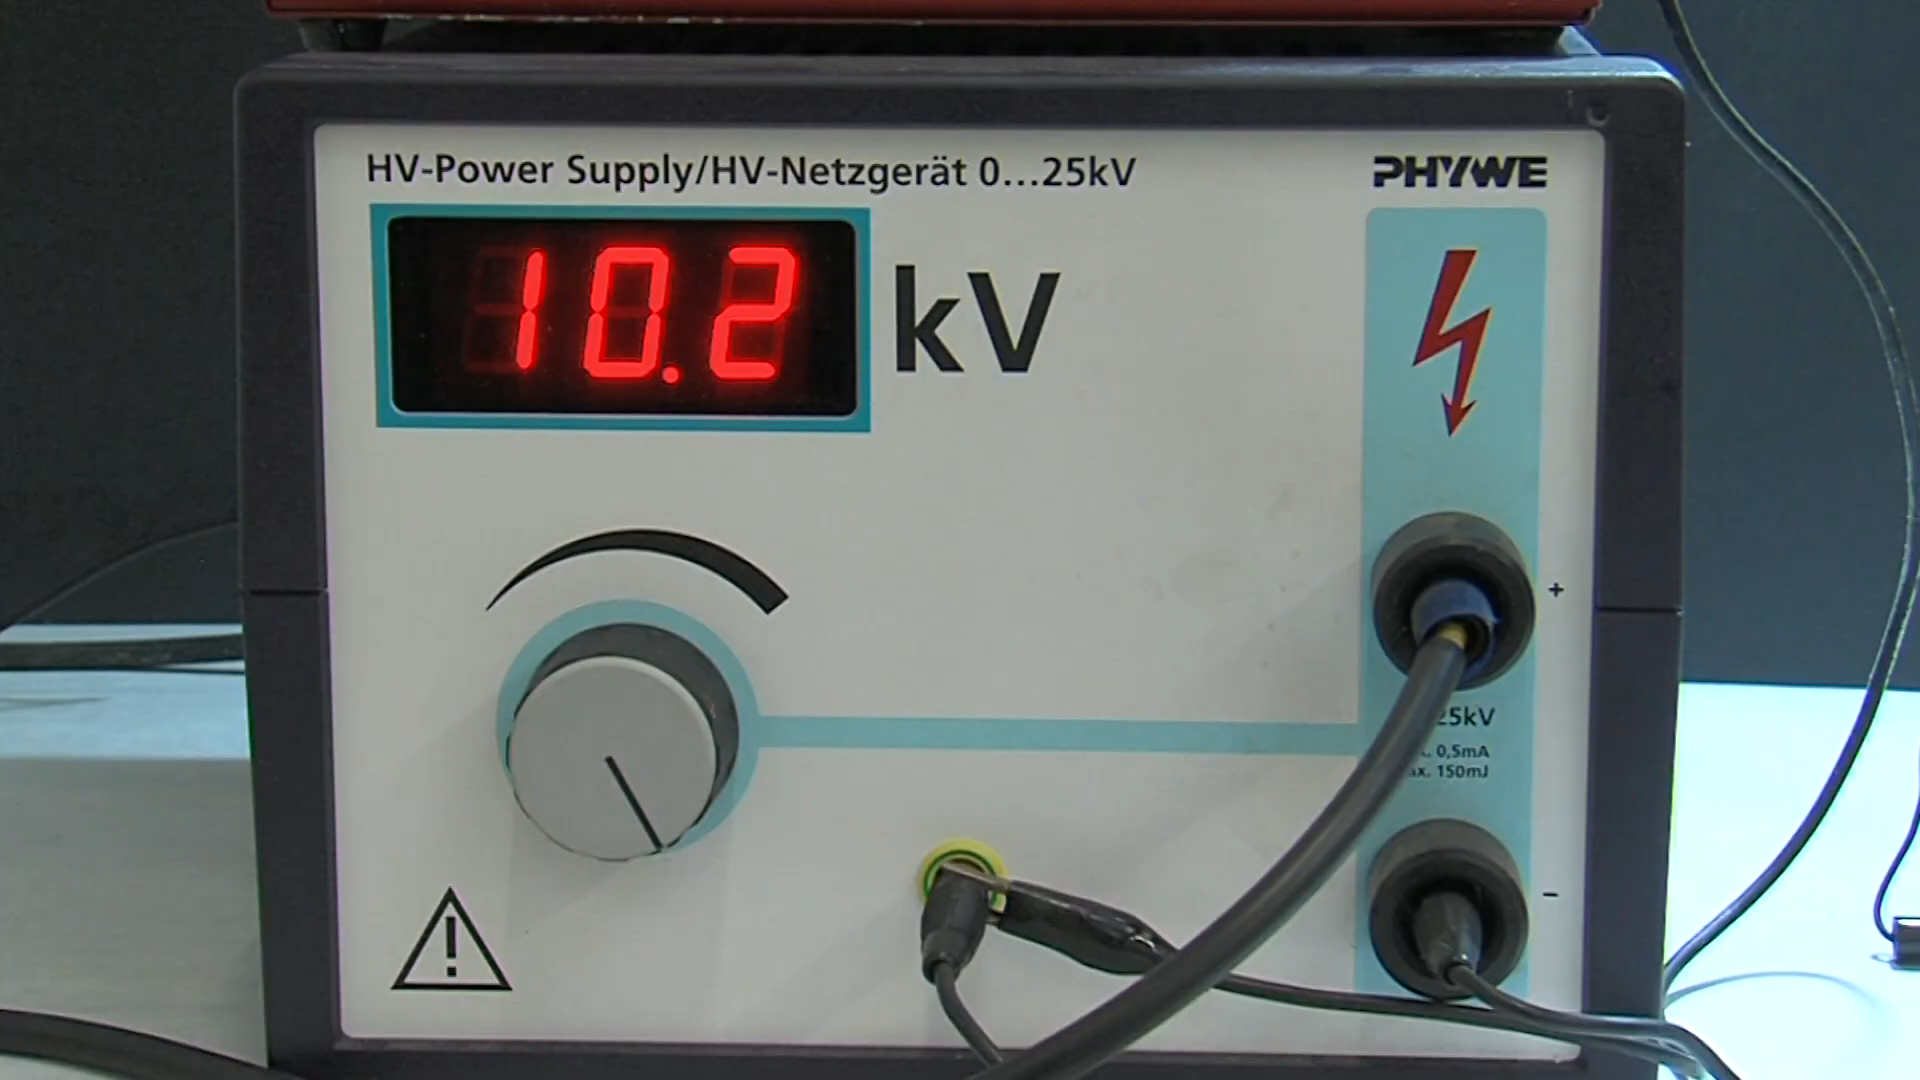 HV-Power Supply/HV-Netzgerät 0...25kV
PHYWE
10.2 kV
+
25kV
0,5mA
150mJ
-